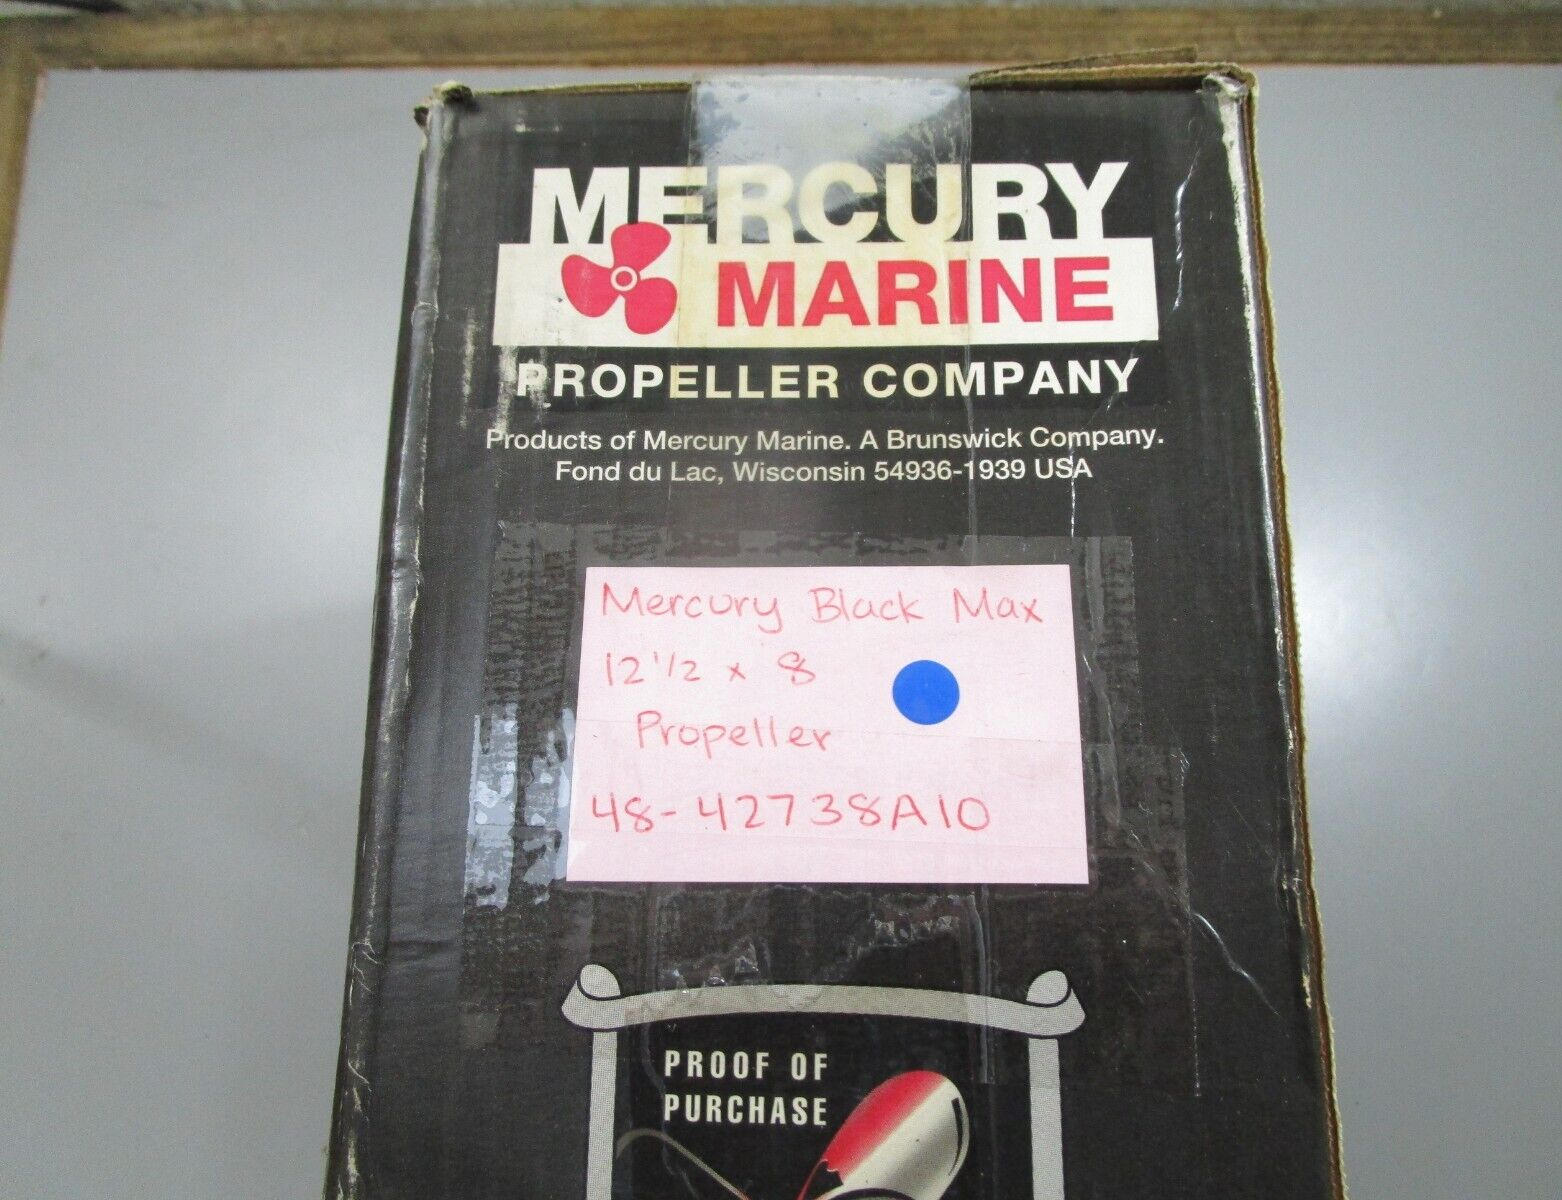 MERCURY
MARINE
PROPELLER COMPANY
Products of Mercury Marine. A Brunswick Company.
Fond du Lac, Wisconsin 54936-1939 USA
Mercury Black Max
12 1/2 x 8
Propeller
48-42738A10
PROOF OF
PURCHASE